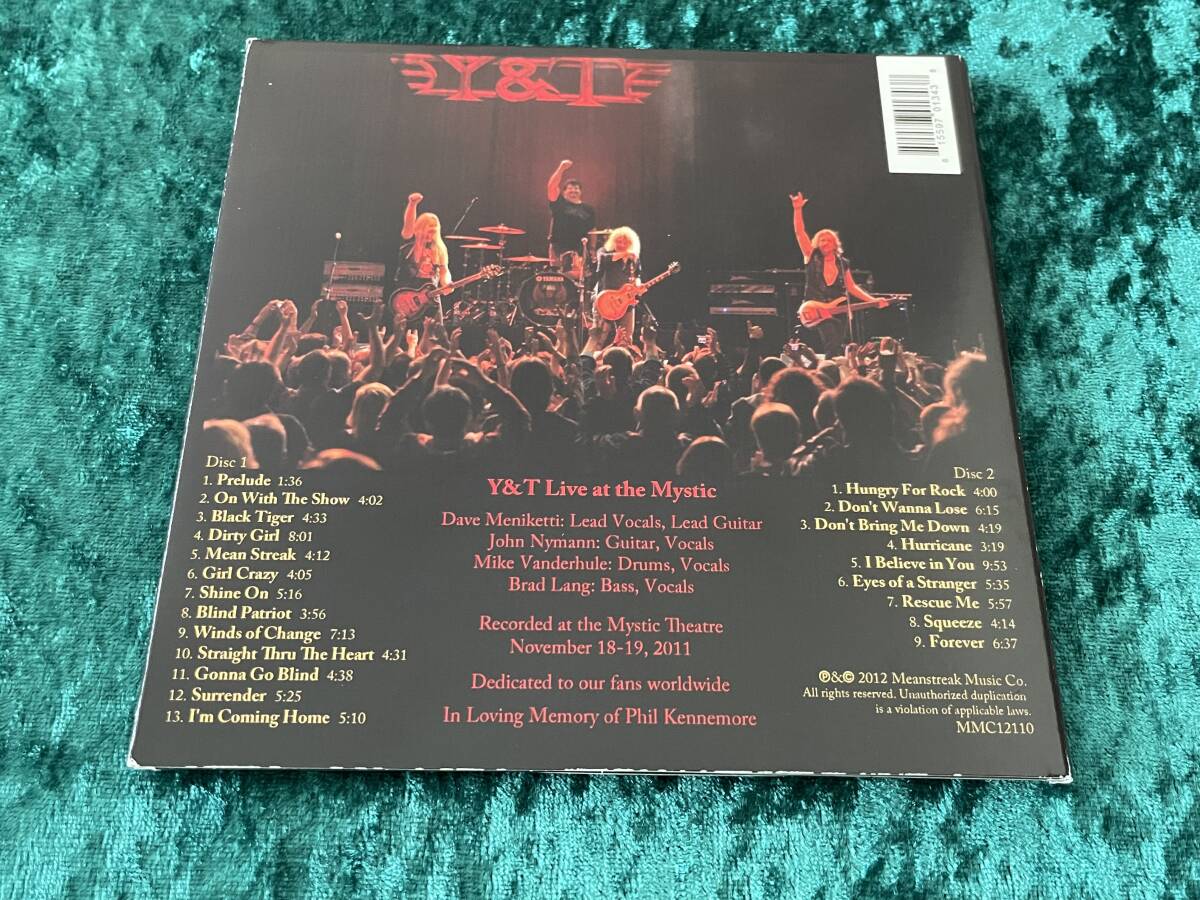 Y&T
8 15597 01343 8
YAMAHA
Disc 1
1. Prelude 1:36
2. On With The Show 4:02
3. Black Tiger 4:33
4. Dirty Girl 8:01
5. Mean Streak 4:12
6. Girl Crazy 4:05
7. Shine On 5:16
8. Blind Patriot 3:56
9. Winds of Change 7:13
10. Straight Thru The Heart 4:31
11. Gonna Go Blind 4:38
12. Surrender 5:25
13. I'm Coming Home 5:10
Y&T Live at the Mystic
Dave Meniketti: Lead Vocals, Lead Guitar
John Nymann: Guitar, Vocals
Mike Vanderhule: Drums, Vocals
Brad Lang: Bass, Vocals
Recorded at the Mystic Theatre
November 18-19, 2011
Dedicated to our fans worldwide
In Loving Memory of Phil Kennemore
Disc 2
1. Hungry For Rock 4:00
2. Don't Wanna Lose 6:15
3. Don't Bring Me Down 4:19
4. Hurricane 3:19
5. I Believe in You 9:53
6. Eyes of a Stranger 5:35
7. Rescue Me 5:57
8. Squeeze 4:14
9. Forever 6:37
℗&© 2012 Meanstreak Music Co.
All rights reserved. Unauthorized duplication
is a violation of applicable laws.
MMC12110